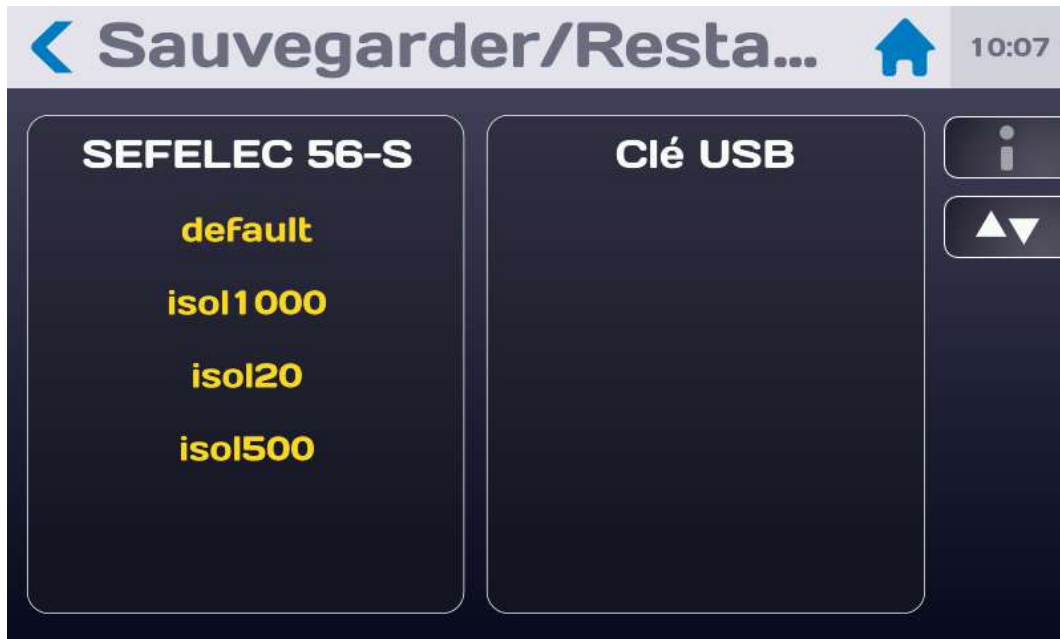 Sauvegarder/Resta...
10:07
SEFELEC 56-S
default
isol1000
isol20
isol500
Clé USB